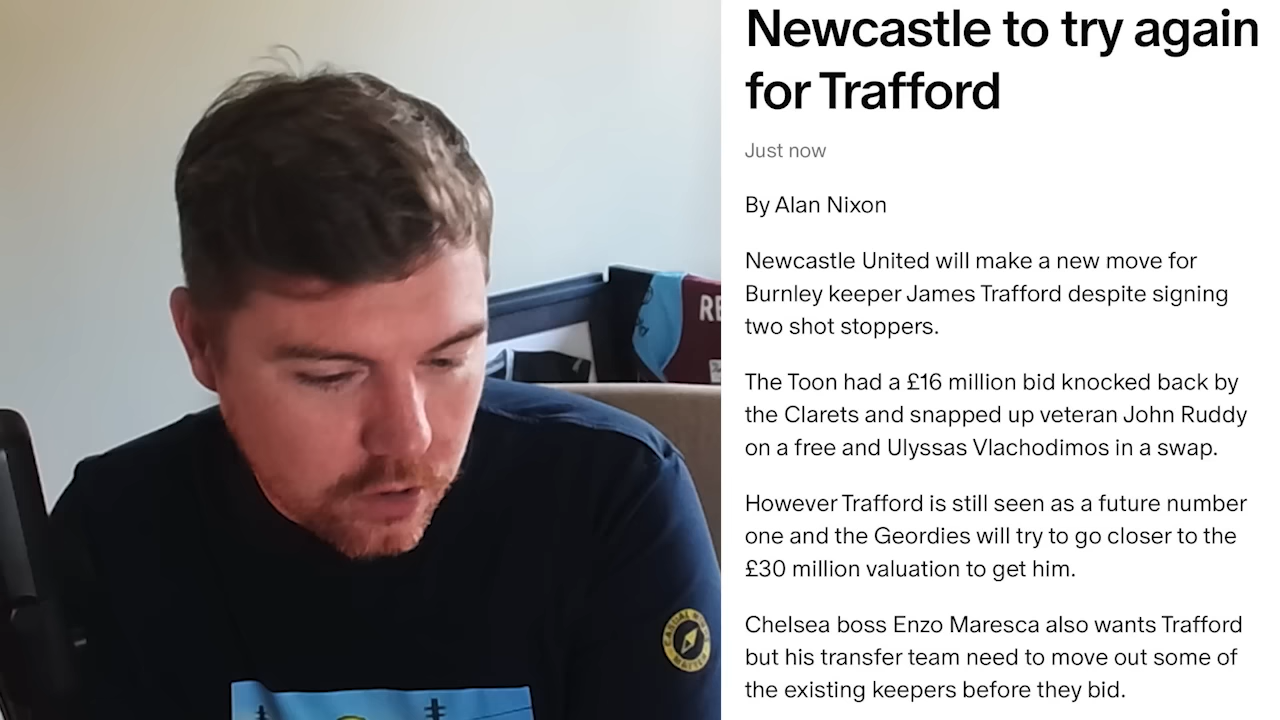 Newcastle to try again
for Trafford
Just now
By Alan Nixon
Newcastle United will make a new move for
Burnley keeper James Trafford despite signing
two shot stoppers.
The Toon had a £16 million bid knocked back by
the Clarets and snapped up veteran John Ruddy
on a free and Ulyssas Vlachodimos in a swap.
However Trafford is still seen as a future number
one and the Geordies will try to go closer to the
£30 million valuation to get him.
Chelsea boss Enzo Maresca also wants Trafford
but his transfer team need to move out some of
the existing keepers before they bid.
RE
CASUAL
MATTER